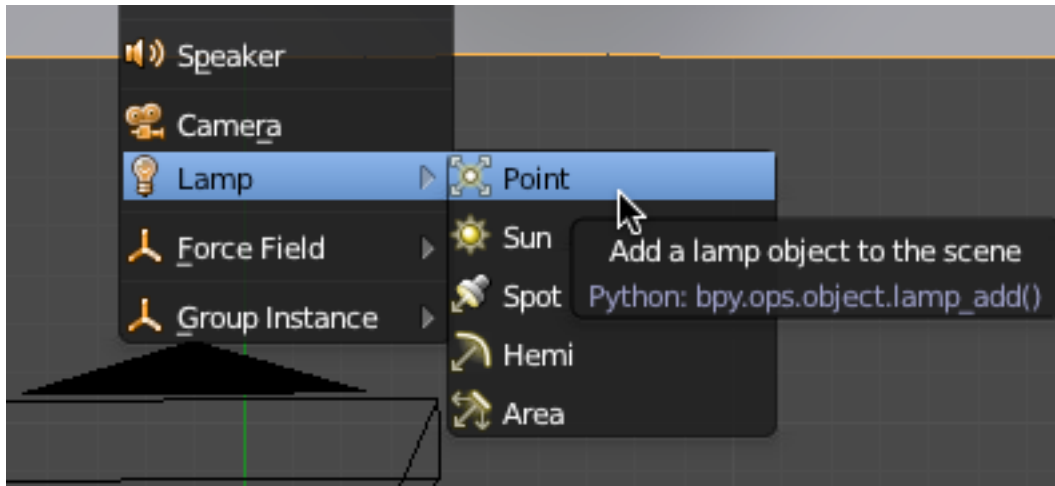 Speaker
Camera
Lamp
Force Field
Group Instance
Point
Sun
Spot
Hemi
Area
Add a lamp object to the scene
Python: bpy.ops.object.lamp_add()